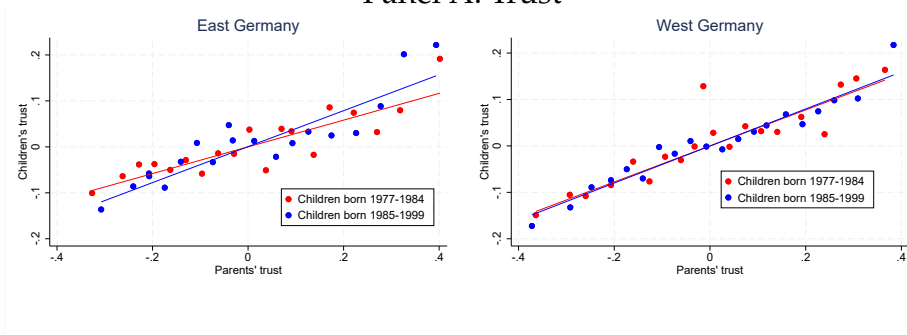 Panel A: Trust
East Germany
Children's trust
.2
.1
0
-.1
-.2
Children born 1977-1984
Children born 1985-1999
-.4
-.2
0
.2
.4
Parents' trust
West Germany
Children's trust
.2
.1
0
-.1
-.2
Children born 1977-1984
Children born 1985-1999
-.4
-.2
0
.2
.4
Parents' trust